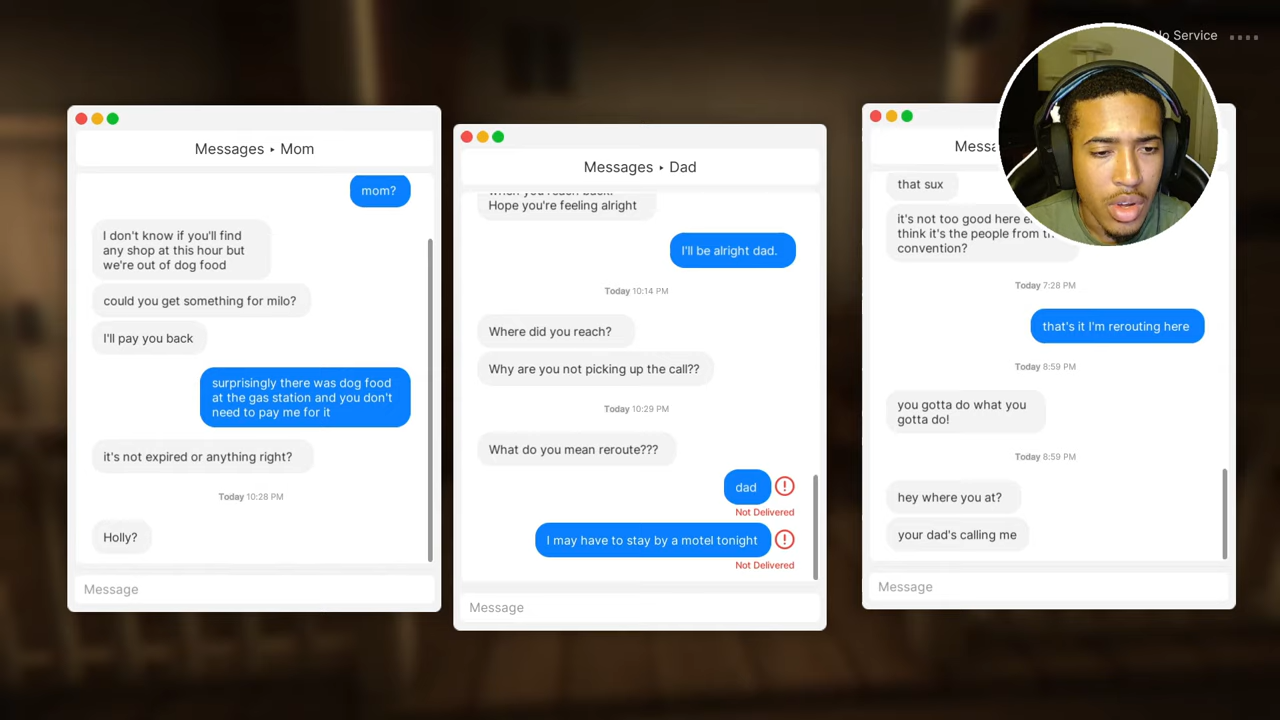 No Service
Messages ▸ Mom
mom?
I don't know if you'll find
any shop at this hour but
we're out of dog food
could you get something for milo?
I'll pay you back
surprisingly there was dog food
at the gas station and you don't
need to pay me for it
it's not expired or anything right?
Today 10:28 PM
Holly?
Message
Messages ▸ Dad
Hope you're feeling alright
I'll be alright dad.
Today 10:14 PM
Where did you reach?
Why are you not picking up the call??
Today 10:29 PM
What do you mean reroute???
dad
Not Delivered
I may have to stay by a motel tonight
Not Delivered
Message
that sux
it's not too good here
think it's the people from
convention?
Today 7:28 PM
that's it I'm rerouting here
Today 8:59 PM
you gotta do what you
gotta do!
Today 8:59 PM
hey where you at?
your dad's calling me
Message